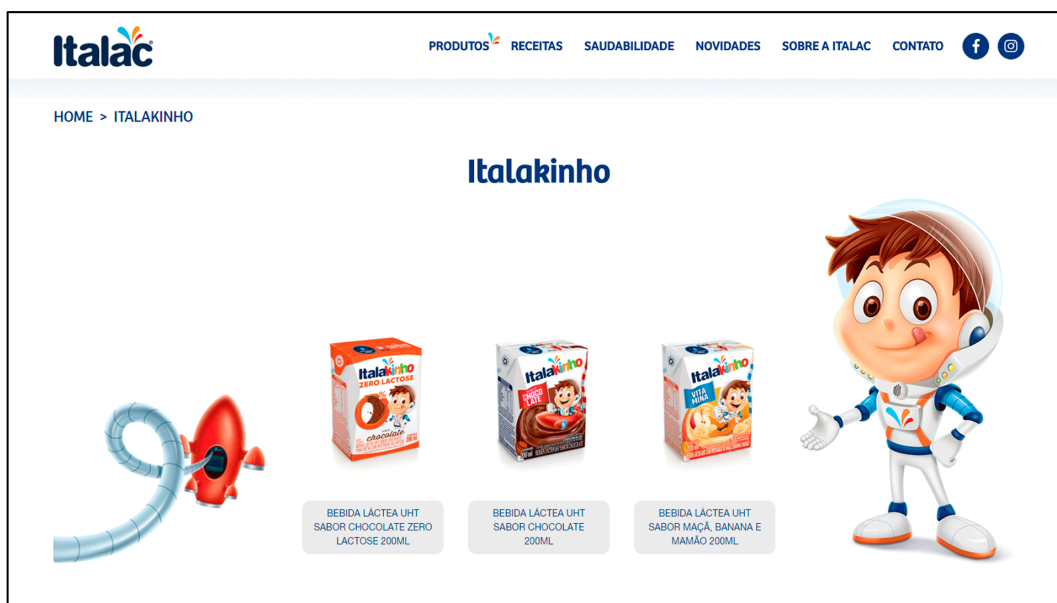 Italac
PRODUTOS RECEITAS SAUDABILIDADE NOVIDADES SOBRE A ITALAC CONTATO
HOME > ITALAKINHO
Italakinho
Italakinho
ZERO LACTOSE
chocolate
Italakinho
CHOCO
LATE
200ml
Italakinho
VITA
MINA
BEBIDA LÁCTEA UHT
SABOR CHOCOLATE ZERO
LACTOSE 200ML
BEBIDA LÁCTEA UHT
SABOR CHOCOLATE
200ML
BEBIDA LÁCTEA UHT
SABOR MAÇÃ, BANANA E
MAMÃO 200ML